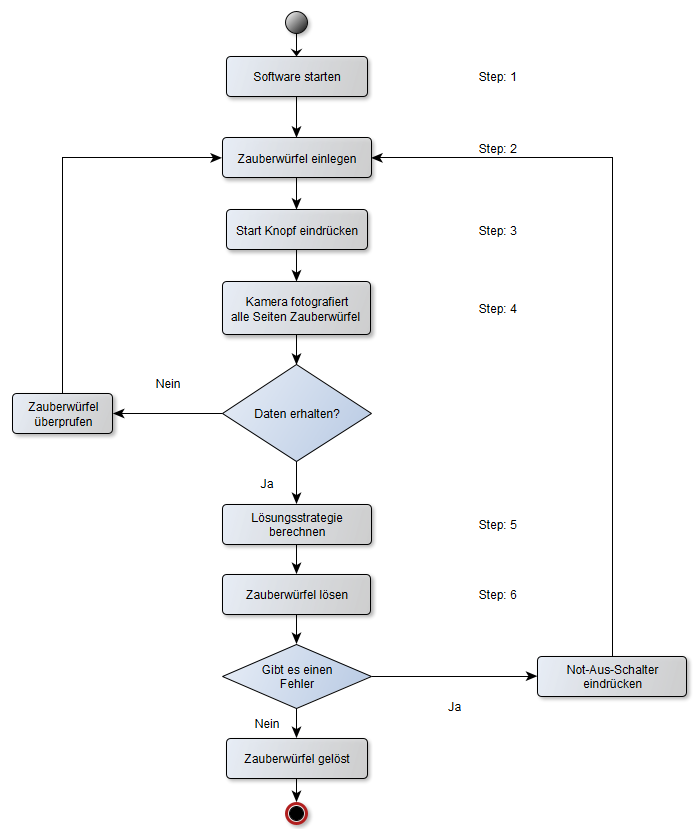 Software starten
Step: 1
Zauberwürfel einlegen
Step: 2
Start Knopf eindrücken
Step: 3
Kamera fotografiert
alle Seiten Zauberwürfel
Step: 4
Nein
Zauberwürfel
überprufen
Daten erhalten?
Ja
Lösungsstrategie
berechnen
Step: 5
Zauberwürfel lösen
Step: 6
Gibt es einen
Fehler
Not-Aus-Schalter
eindrücken
Ja
Nein
Zauberwürfel gelöst